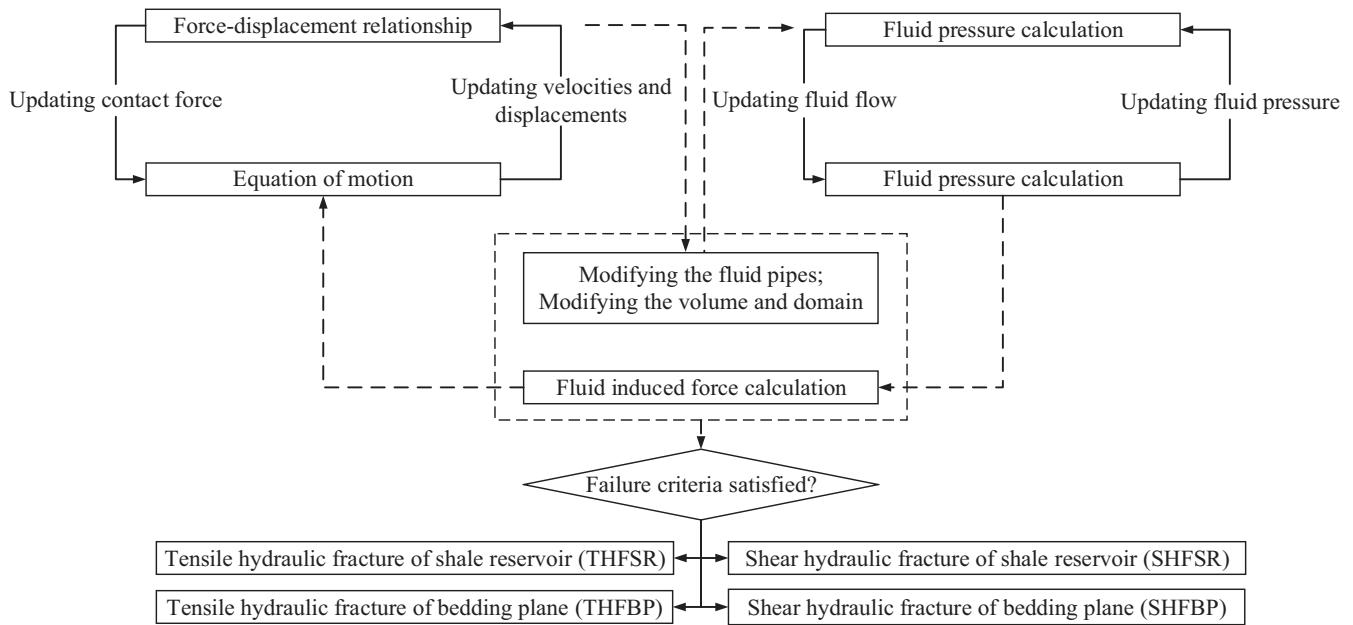 Force-displacement relationship
Fluid pressure calculation
Updating contact force
Updating velocities and
displacements
Updating fluid flow
Updating fluid pressure
Equation of motion
Fluid pressure calculation
Modifying the fluid pipes;
Modifying the volume and domain
Fluid induced force calculation
Failure criteria satisfied?
Tensile hydraulic fracture of shale reservoir (THFSR)
Shear hydraulic fracture of shale reservoir (SHFSR)
Tensile hydraulic fracture of bedding plane (THFBP)
Shear hydraulic fracture of bedding plane (SHFBP)